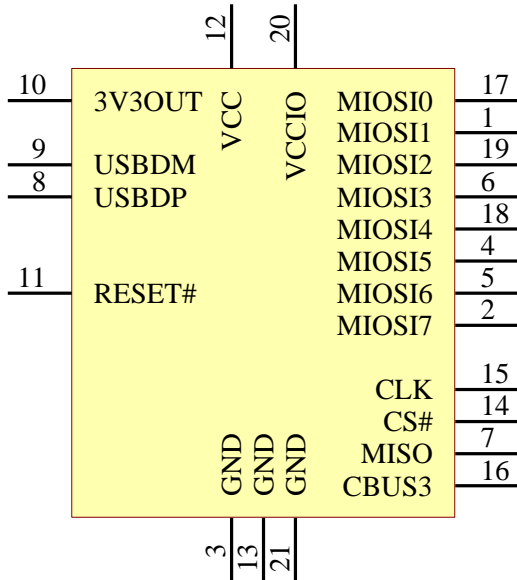 12 20
10 3V3OUT VCC VCCIO MIOSI0 17
MIOSI1 1
9 USBDM MIOSI2 19
8 USBDP MIOSI3 6
MIOSI4 18
MIOSI5 4
11 RESET# MIOSI6 5
MIOSI7 2
CLK 15
CS# 14
MISO 7
GND GND GND CBUS3 16
3 13 21